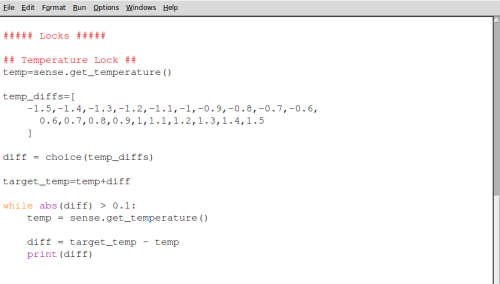 File Edit Format Run Options Windows Help
##### Locks #####
## Temperature Lock ##
temp=sense.get_temperature()
temp_diffs=[
-1.5,-1.4,-1.3,-1.2,-1.1,-1,-0.9,-0.8,-0.7,-0.6,
0.6,0.7,0.8,0.9,1,1.1,1.2,1.3,1.4,1.5
]
diff = choice(temp_diffs)
target_temp=temp+diff
while abs(diff) > 0.1:
temp = sense.get_temperature()
diff = target_temp - temp
print(diff)